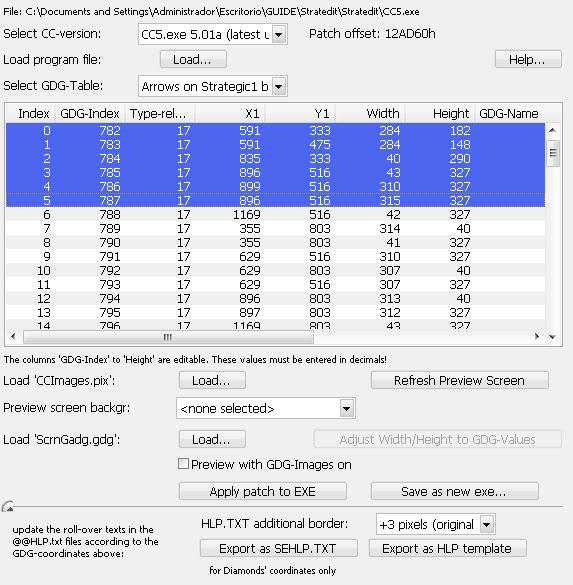 File: C:\Documents and Settings\Administrador\Escritorio\GUIDE\Stratedit\Stratedit\CC5.exe
Select CC-version: CC5.exe 5.01a (latest u Patch offset: 12AD60h
Load program file: Load... Help...
Select GDG-Table: Arrows on Strategic1 b
Index GDG-Index Type-rel... X1 Y1 Width Height GDG-Name
0 782 17 591 333 284 182
1 783 17 591 475 284 148
2 784 17 835 333 40 290
3 785 17 896 516 43 327
4 786 17 899 516 310 327
5 787 17 896 516 315 327
6 788 17 1169 516 42 327
7 789 17 355 803 314 40
8 790 17 355 803 41 327
9 791 17 629 516 310 307
10 792 17 629 803 307 40
11 793 17 629 516 307 327
12 794 17 896 803 313 40
13 795 17 897 803 312 327
14 796 17 1169 803 43 327
The columns 'GDG-Index' to 'Height' are editable. These values must be entered in decimals!
Load 'CCImages.pix': Load... Refresh Preview Screen
Preview screen backgr: <none selected>
Load 'ScrnGadg.gdg': Load... Adjust Width/Height to GDG-Values
Preview with GDG-Images on
Apply patch to EXE Save as new exe...
update the roll-over texts in the
@@HLP.txt files according to the
GDG-coordinates above:
HLP.TXT additional border: +3 pixels (original
Export as SEHLP.TXT Export as HLP template
for Diamonds' coordinates only